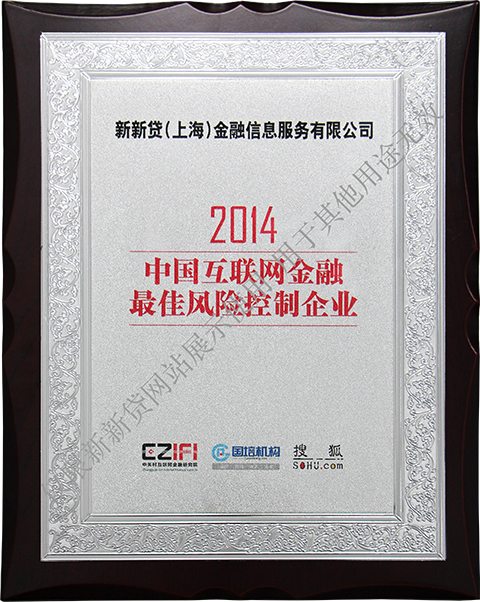 新新贷(上海)金融信息服务有限公司
2014
中国互联网金融
最佳风险控制企业
CZIFI
中关村互联网金融研究院
国培机构
搜狐
SOHU.com
新新贷网站展示使用,用于其他用途无效